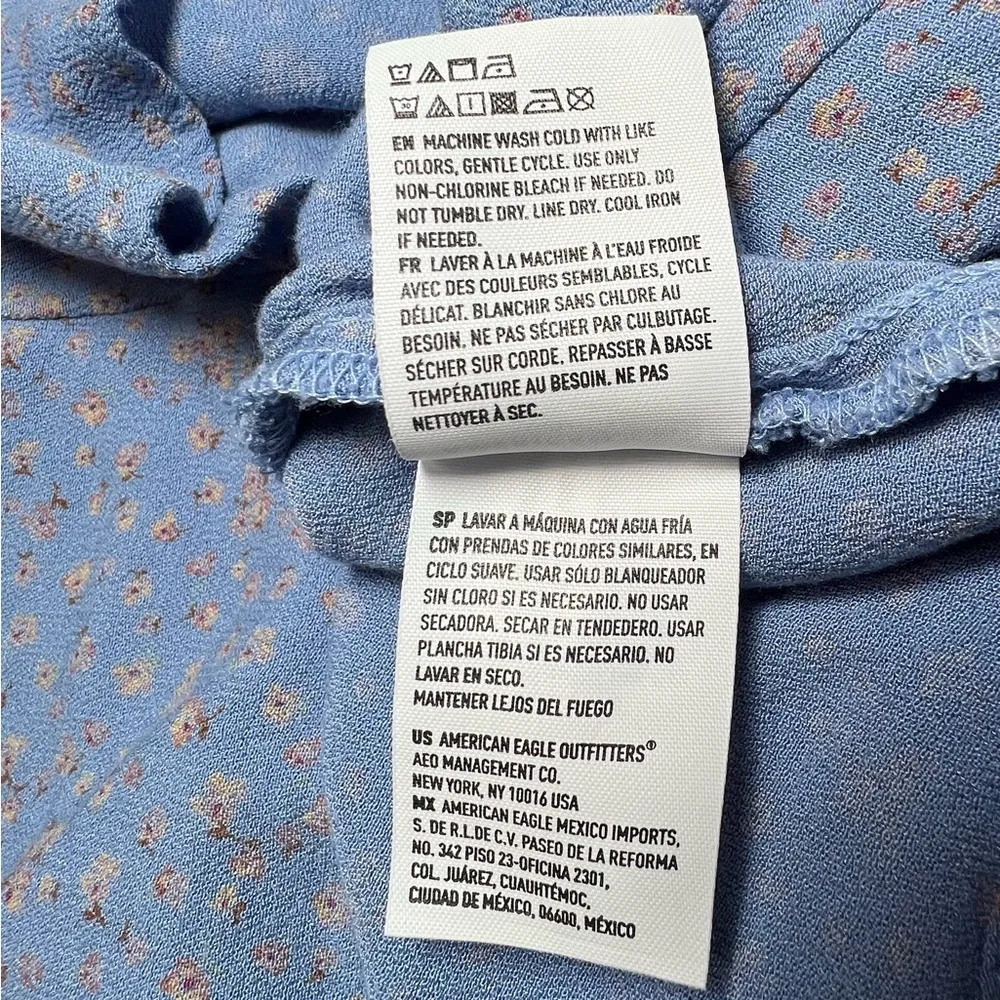 30
EN MACHINE WASH COLD WITH LIKE
COLORS, GENTLE CYCLE. USE ONLY
NON-CHLORINE BLEACH IF NEEDED. DO
NOT TUMBLE DRY. LINE DRY. COOL IRON
IF NEEDED.
FR LAVER À LA MACHINE À L'EAU FROIDE
AVEC DES COULEURS SEMBLABLES, CYCLE
DÉLICAT. BLANCHIR SANS CHLORE AU
BESOIN. NE PAS SÉCHER PAR CULBUTAGE.
SÉCHER SUR CORDE. REPASSER À BASSE
TEMPÉRATURE AU BESOIN. NE PAS
NETTOYER À SEC.
SP LAVAR A MÁQUINA CON AGUA FRÍA
CON PRENDAS DE COLORES SIMILARES, EN
CICLO SUAVE. USAR SÓLO BLANQUEADOR
SIN CLORO SI ES NECESARIO. NO USAR
SECADORA. SECAR EN TENDEDERO. USAR
PLANCHA TIBIA SI ES NECESARIO. NO
LAVAR EN SECO.
MANTENER LEJOS DEL FUEGO
US AMERICAN EAGLE OUTFITTERS®
AEO MANAGEMENT CO.
NEW YORK, NY 10016 USA
MX AMERICAN EAGLE MEXICO IMPORTS,
S. DE R.L.DE C.V. PASEO DE LA REFORMA
NO. 342 PISO 23-OFICINA 2301,
COL. JUÁREZ, CUAUHTÉMOC,
CIUDAD DE MÉXICO, 06600, MÉXICO